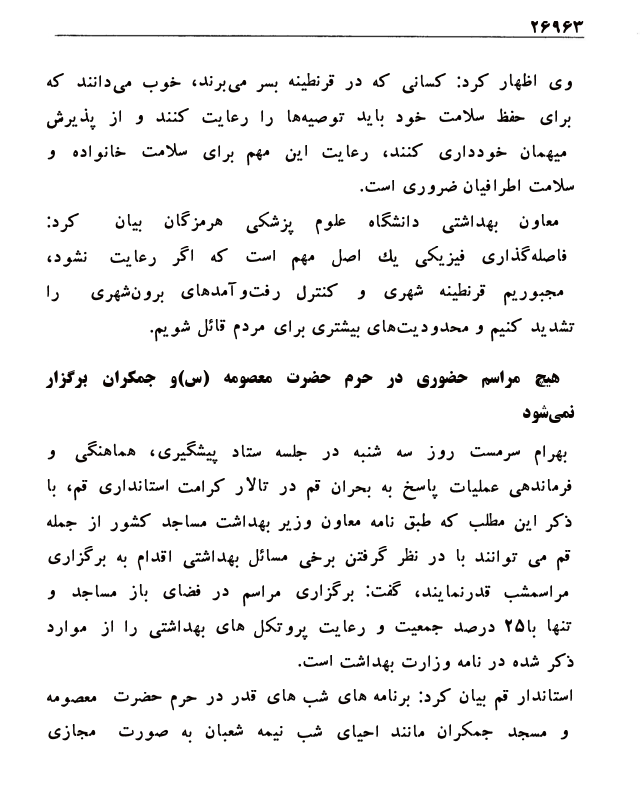 ۲۶۹۶۳
وی اظهار کرد: کسانی که در قرنطینه بسر می‌برند، خوب می‌دانند که
برای حفظ سلامت خود باید توصیه‌ها را رعایت کنند و از پذیرش
میهمان خودداری کنند، رعایت این مهم برای سلامت خانواده و
سلامت اطرافیان ضروری است.
معاون بهداشتی دانشگاه علوم پزشکی هرمزگان بیان کرد:
فاصله‌گذاری فیزیکی یك اصل مهم است که اگر رعایت نشود،
مجبوریم قرنطینه شهری و کنترل رفت‌وآمدهای برون‌شهری را
تشدید کنیم و محدودیت‌های بیشتری برای مردم قائل شویم.
هیچ مراسم حضوری در حرم حضرت معصومه (س)و جمکران برگزار
نمی‌شود
بهرام سرمست روز سه شنبه در جلسه ستاد پیشگیری، هماهنگی و
فرماندهی عملیات پاسخ به بحران قم در تالار کرامت استانداری قم، با
ذکر این مطلب که طبق نامه معاون وزیر بهداشت مساجد کشور از جمله
قم می توانند با در نظر گرفتن برخی مسائل بهداشتی اقدام به برگزاری
مراسمشب قدرنمایند، گفت: برگزاری مراسم در فضای باز مساجد و
تنها با۲۵ درصد جمعیت و رعایت پروتکل های بهداشتی را از موارد
ذکر شده در نامه وزارت بهداشت است.
استاندار قم بیان کرد: برنامه های شب های قدر در حرم حضرت معصومه
و مسجد جمکران مانند احیای شب نیمه شعبان به صورت مجازی